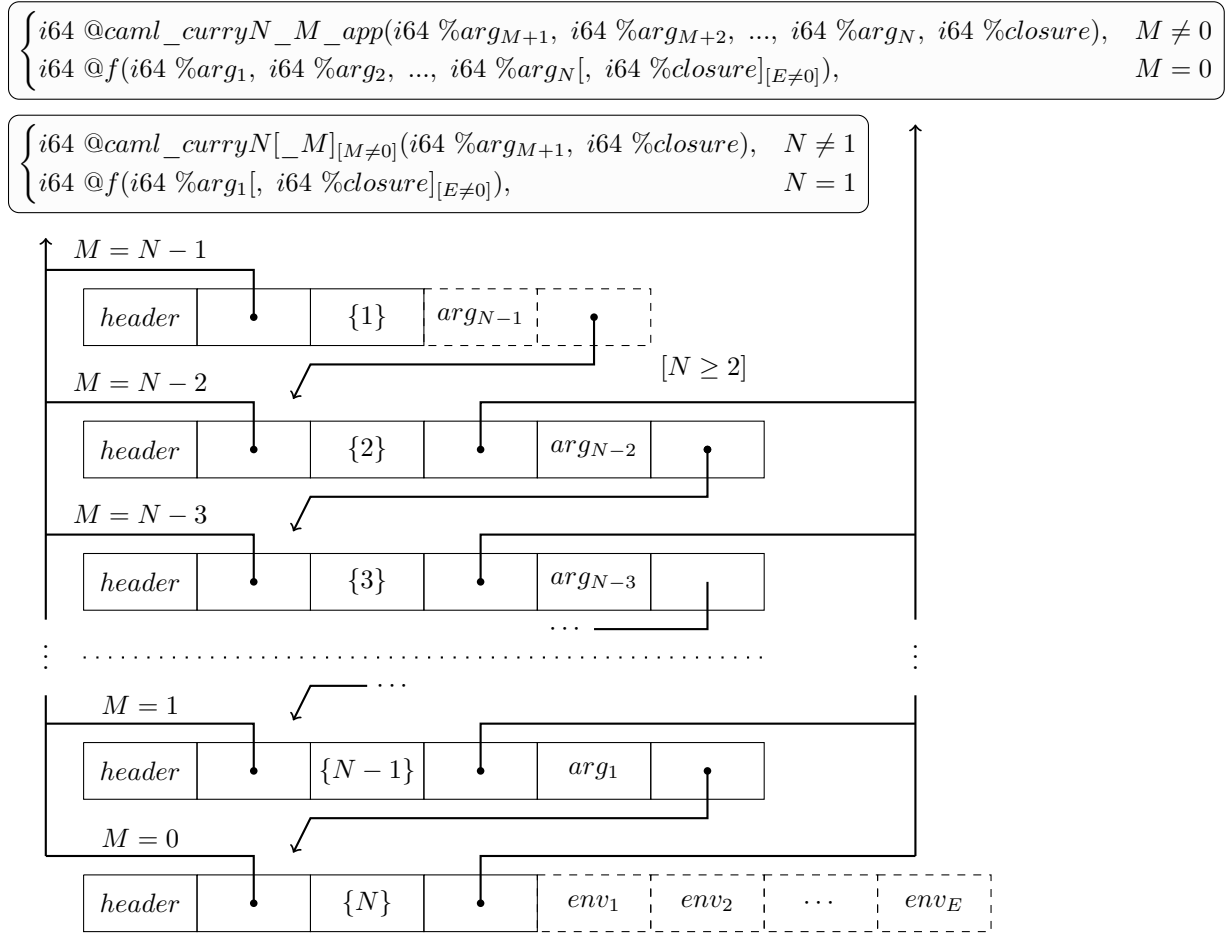 i64 @caml_curryN_M_app(i64 %arg_{M+1}, i64 %arg_{M+2}, ..., i64 %arg_N, i64 %closure), M ≠ 0
i64 @f(i64 %arg_1, i64 %arg_2, ..., i64 %arg_N[, i64 %closure]_{[E≠0]}), M = 0
i64 @caml_curryN[_M]_{[M≠0]}(i64 %arg_{M+1}, i64 %closure), N ≠ 1
i64 @f(i64 %arg_1[, i64 %closure]_{[E≠0]}), N = 1
M = N − 1
header {1} arg_{N−1}
[N ≥ 2]
M = N − 2
header {2} arg_{N−2}
M = N − 3
header {3} arg_{N−3}
...
...
M = 1
header {N − 1} arg_1
M = 0
header {N} env_1 env_2 ... env_E